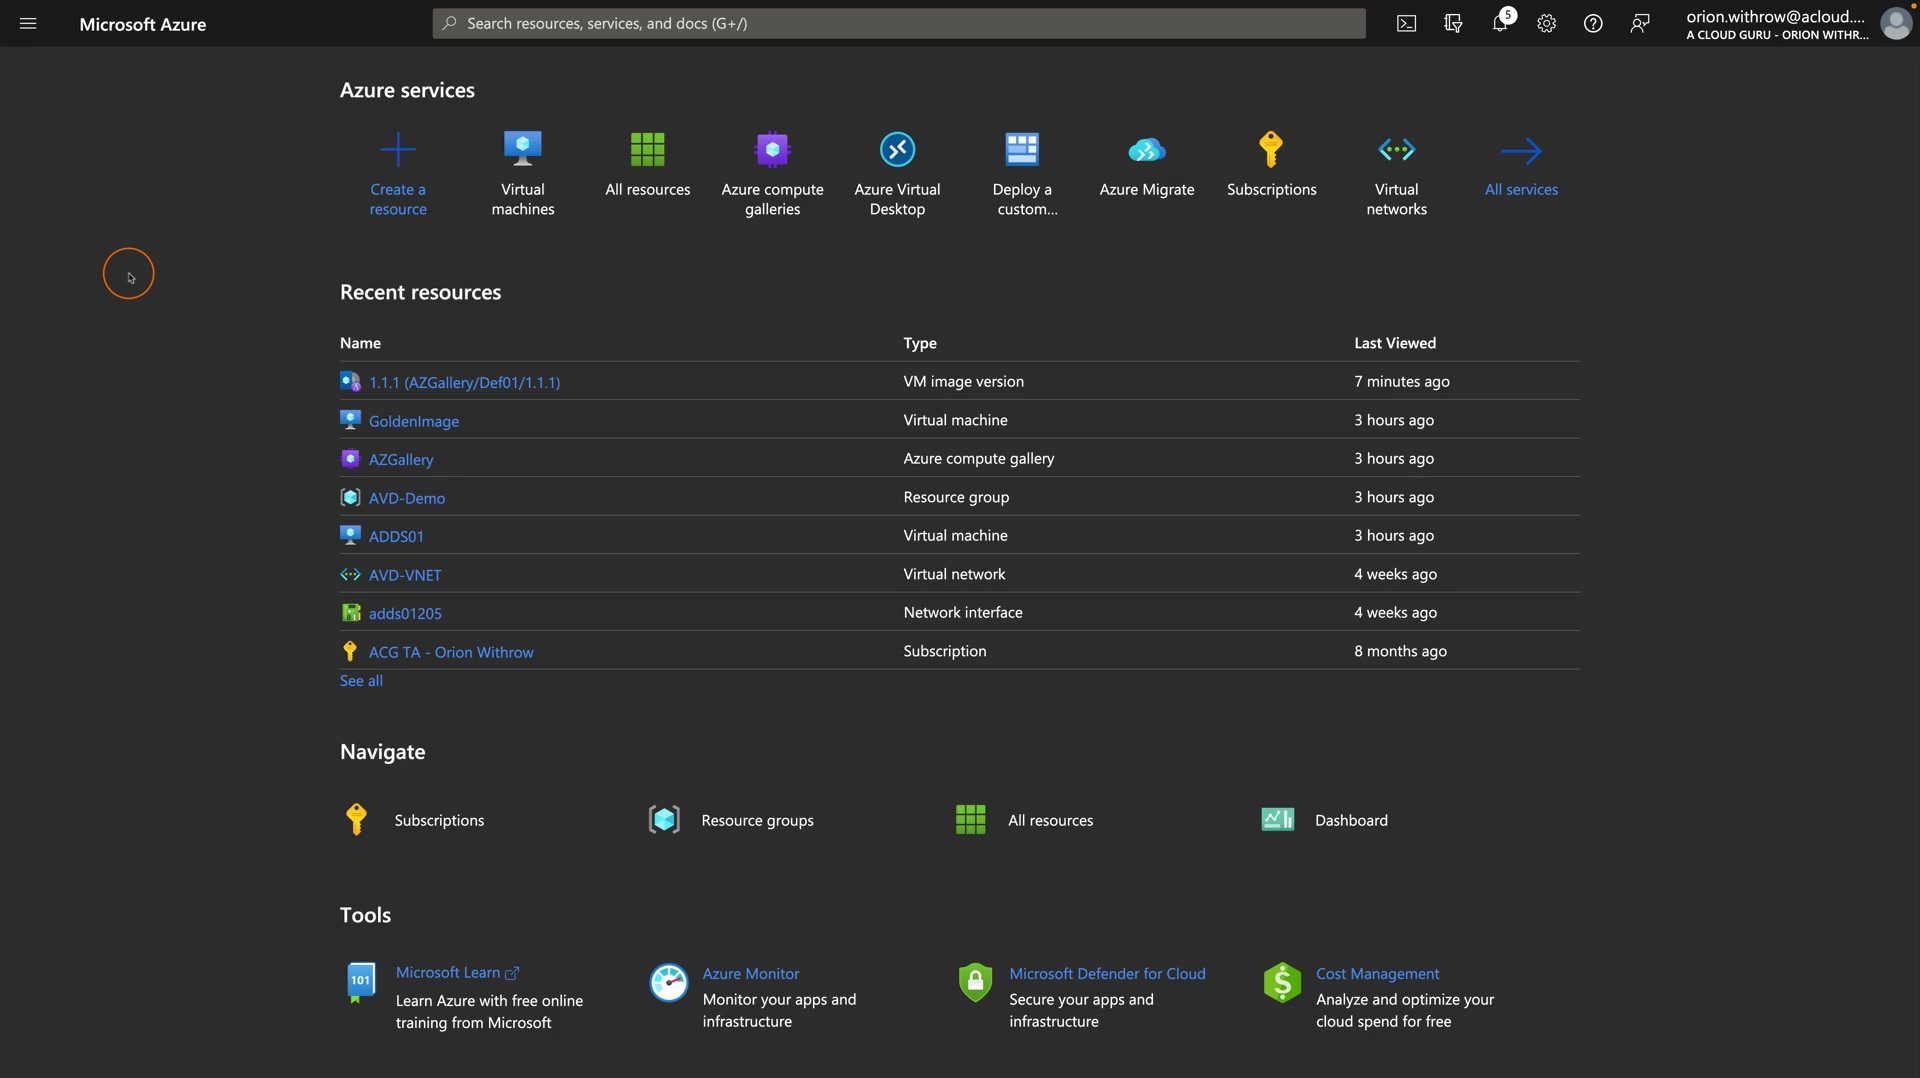 Microsoft Azure
Search resources, services, and docs (G+/)
5
orion.withrow@acloud....
A CLOUD GURU - ORION WITHR...
Azure services
Create a
resource
Virtual
machines
All resources
Azure compute
galleries
Azure Virtual
Desktop
Deploy a
custom...
Azure Migrate
Subscriptions
Virtual
networks
All services
Recent resources
Name Type Last Viewed
1.1.1 (AZGallery/Def01/1.1.1) VM image version 7 minutes ago
GoldenImage Virtual machine 3 hours ago
AZGallery Azure compute gallery 3 hours ago
AVD-Demo Resource group 3 hours ago
ADDS01 Virtual machine 3 hours ago
AVD-VNET Virtual network 4 weeks ago
adds01205 Network interface 4 weeks ago
ACG TA - Orion Withrow Subscription 8 months ago
See all
Navigate
Subscriptions Resource groups All resources Dashboard
Tools
101
Microsoft Learn
Learn Azure with free online
training from Microsoft
Azure Monitor
Monitor your apps and
infrastructure
Microsoft Defender for Cloud
Secure your apps and
infrastructure
$
Cost Management
Analyze and optimize your
cloud spend for free